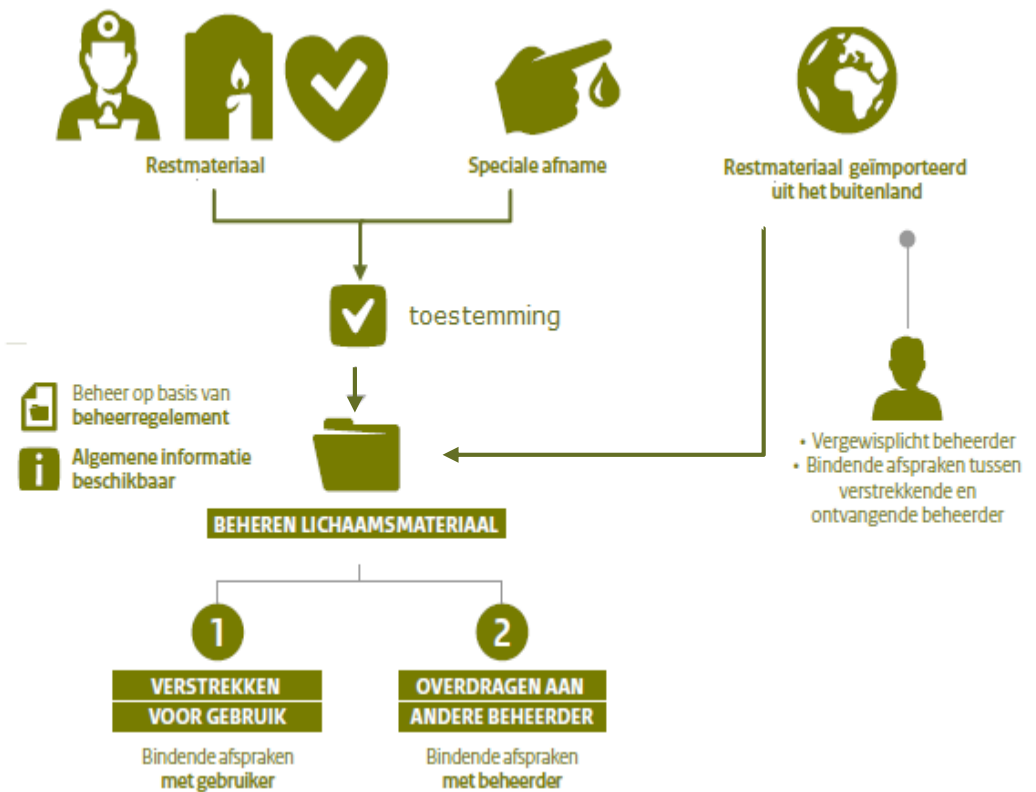 Restmateriaal
Speciale afname
Restmateriaal geïmporteerd
uit het buitenland
toestemming
Beheer op basis van
beheerregelement
Algemene informatie
beschikbaar
• Vergewisplicht beheerder
• Bindende afspraken tussen
verstrekkende en
ontvangende beheerder
BEHEREN LICHAAMSMATERIAAL
1
VERSTREKKEN
VOOR GEBRUIK
Bindende afspraken
met gebruiker
2
OVERDRAGEN AAN
ANDERE BEHEERDER
Bindende afspraken
met beheerder